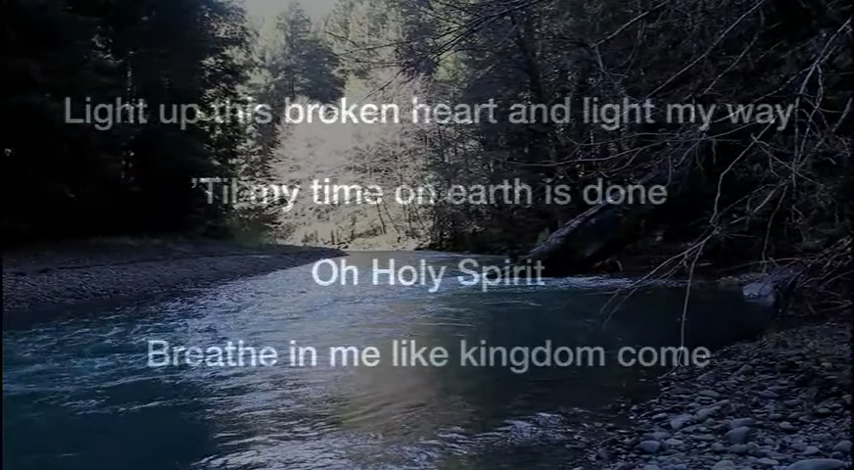 Light up this broken heart and light my way
'Til my time on earth is done
Oh Holy Spirit
Breathe in me like kingdom come